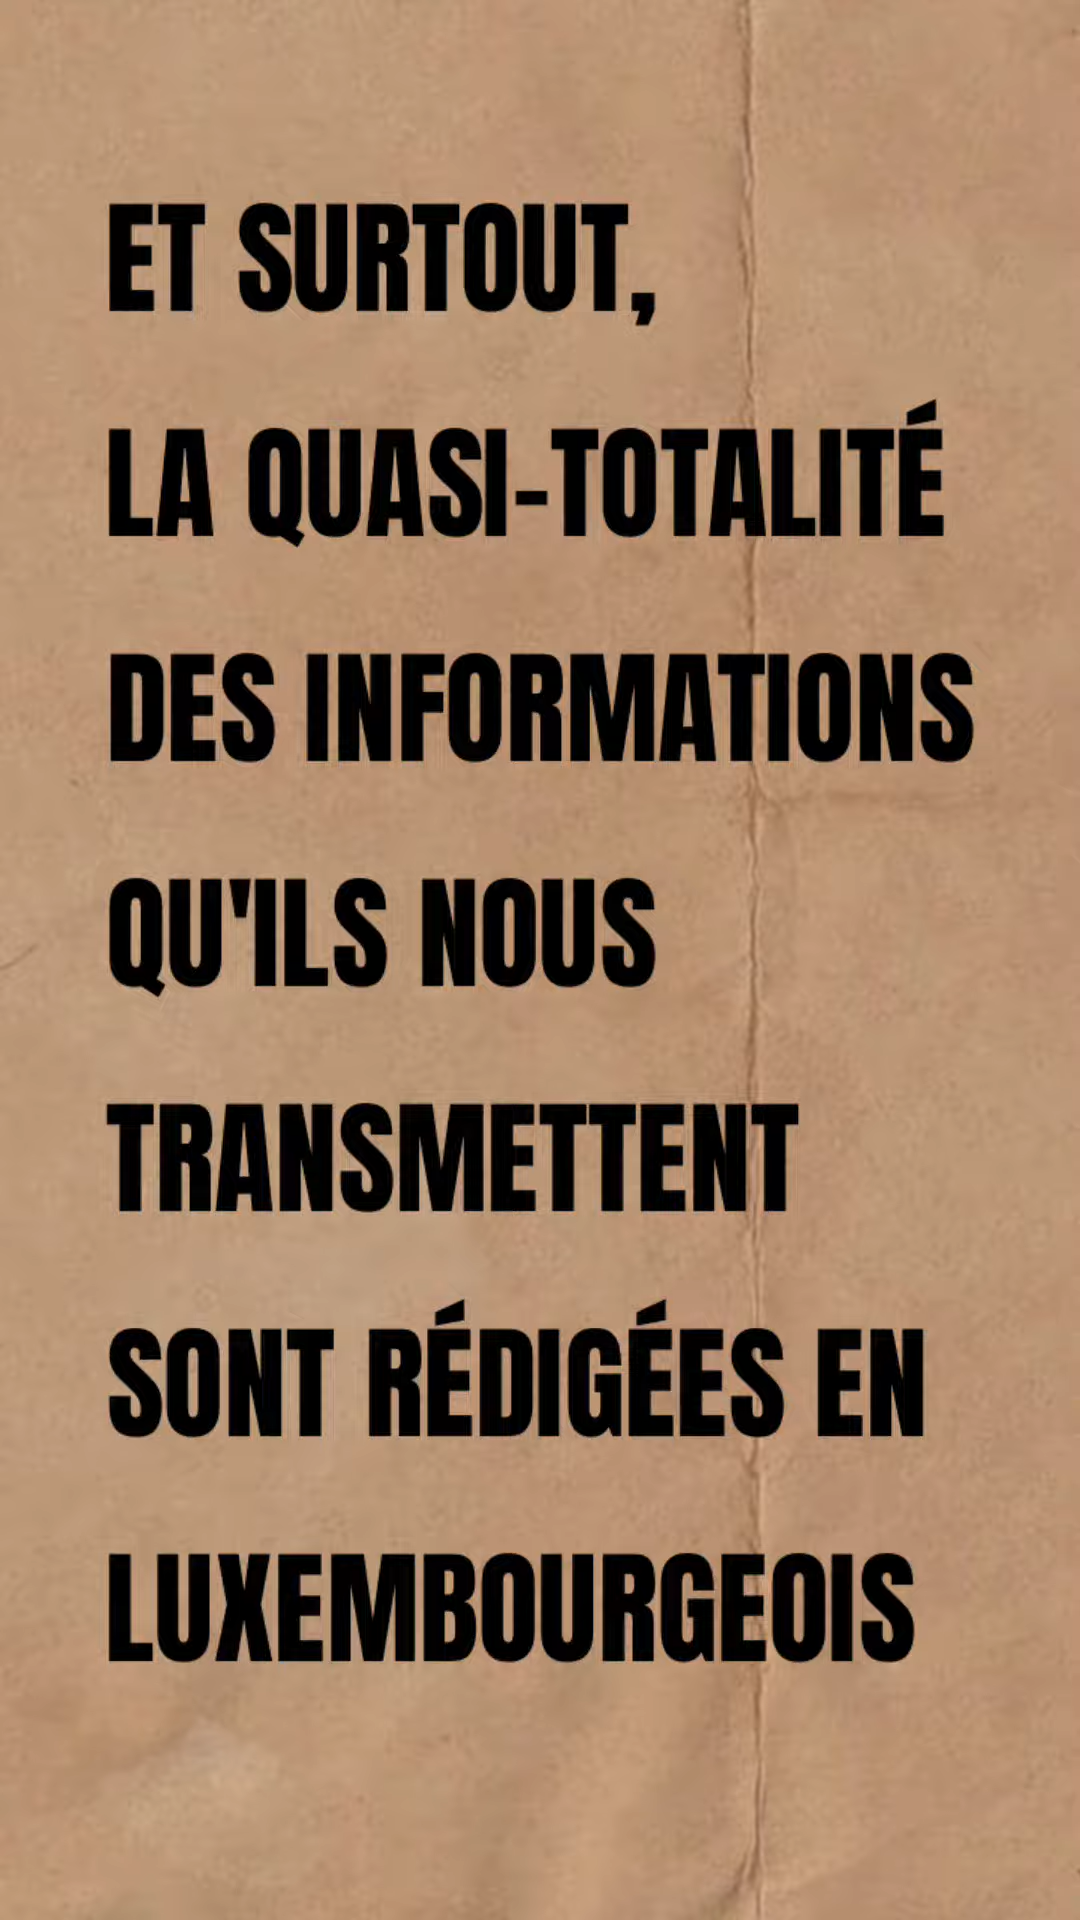 ET SURTOUT,
LA QUASI-TOTALITÉ
DES INFORMATIONS
QU'ILS NOUS
TRANSMETTENT
SONT RÉDIGÉES EN
LUXEMBOURGEOIS